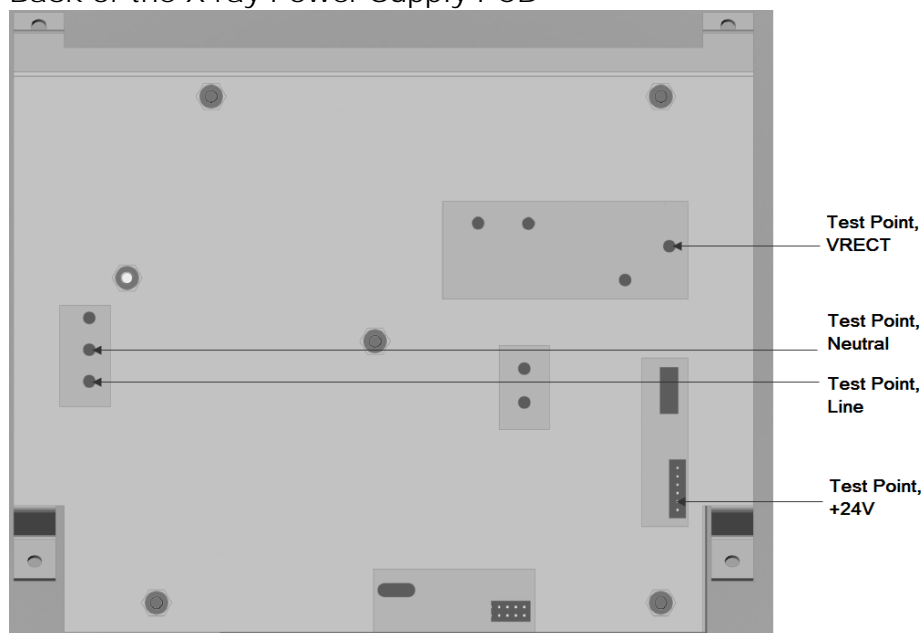 Back of the X-ray Power Supply PCB
Test Point,
VRECT
Test Point,
Neutral
Test Point,
Line
Test Point,
+24V